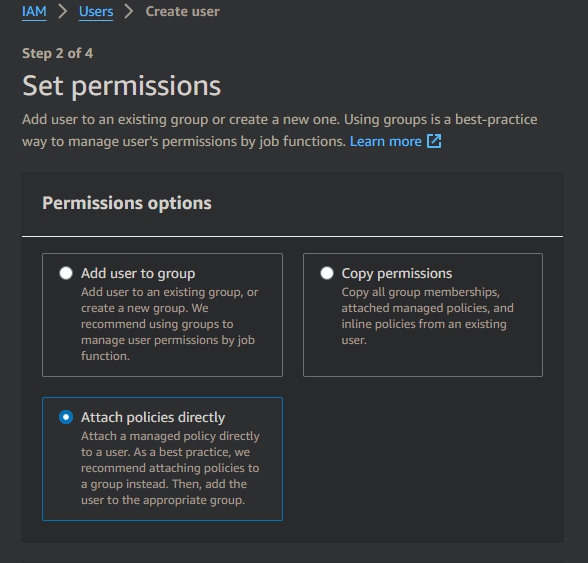 IAM > Users > Create user
Step 2 of 4
Set permissions
Add user to an existing group or create a new one. Using groups is a best-practice
way to manage user's permissions by job functions. Learn more
Permissions options
Add user to group
Add user to an existing group, or
create a new group. We
recommend using groups to
manage user permissions by job
function.
Copy permissions
Copy all group memberships,
attached managed policies, and
inline policies from an existing
user.
Attach policies directly
Attach a managed policy directly
to a user. As a best practice, we
recommend attaching policies to
a group instead. Then, add the
user to the appropriate group.